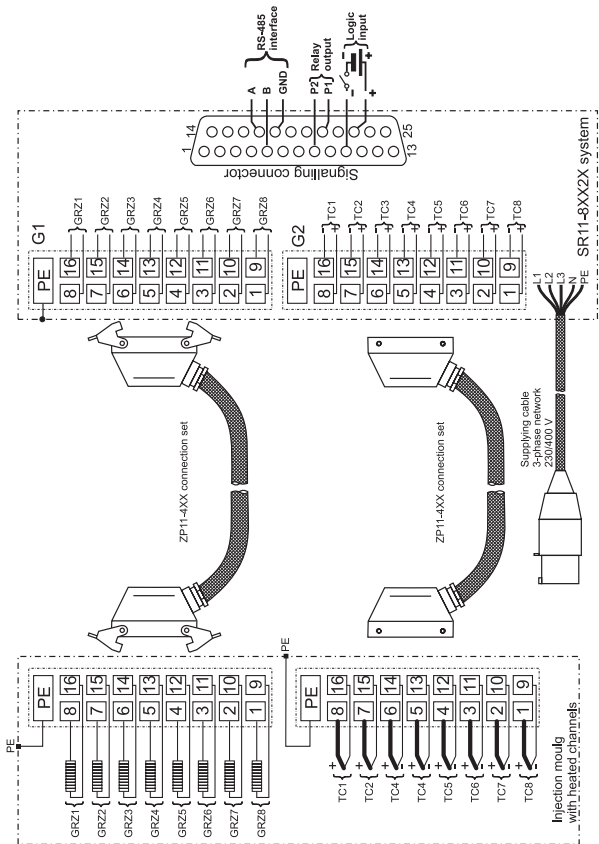 RS-485
interface
Relay
output
Logic
input
A
B
GND
P2
P1
-
+
1
14
13
25
Signalling connector
G1
PE
8 16
7 15
6 14
5 13
4 12
3 11
2 10
1 9
GRZ1
GRZ2
GRZ3
GRZ4
GRZ5
GRZ6
GRZ7
GRZ8
G2
PE
8 16
7 15
6 14
5 13
4 12
3 11
2 10
1 9
TC1
TC2
TC3
TC4
TC5
TC6
TC7
TC8
SR11-8XX2X system
L1
L2
L3
N
PE
ZP11-4XX connection set
ZP11-4XX connection set
Supplying cable
3-phase network
230/400 V
PE
PE
8 16
7 15
6 14
5 13
4 12
3 11
2 10
1 9
GRZ1
GRZ2
GRZ3
GRZ4
GRZ5
GRZ6
GRZ7
GRZ8
PE
PE
8 16
7 15
6 14
5 13
4 12
3 11
2 10
1 9
TC1
TC2
TC4
TC4
TC5
TC6
TC7
TC8
Injection moulg
with heated channels